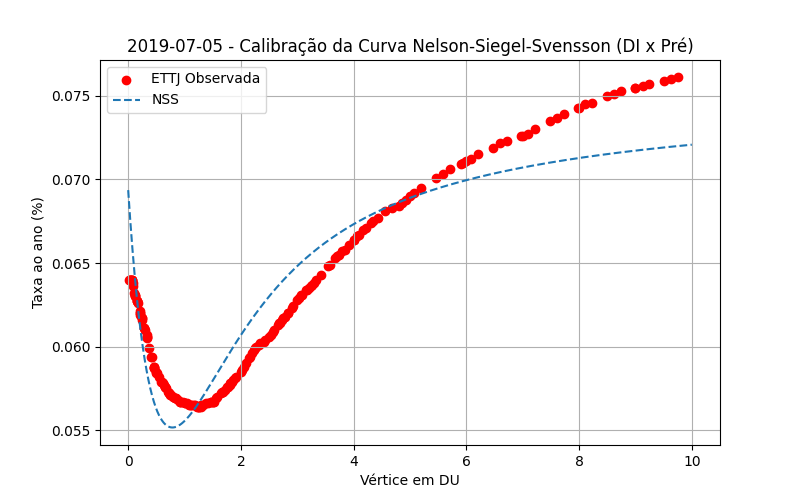 2019-07-05 - Calibração da Curva Nelson-Siegel-Svensson (DI x Pré)
ETTJ Observada
NSS
Taxa ao ano (%)
0.075
0.070
0.065
0.060
0.055
0 2 4 6 8 10
Vértice em DU